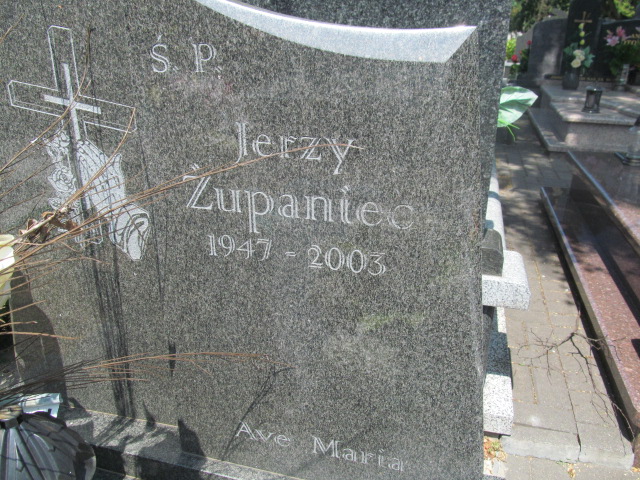 Ś. P.
Jerzy
Żupaniec
1947 - 2003
Ave Maria